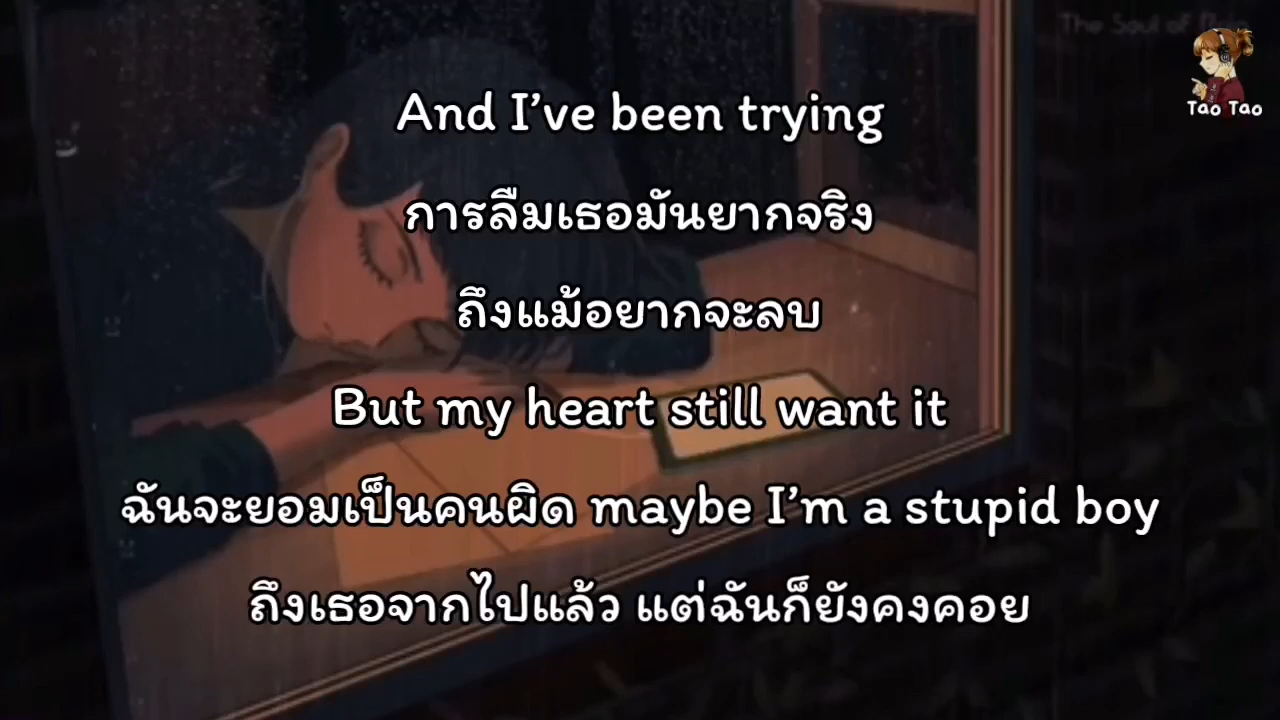 The Soul of
Tao Tao
And I've been trying
การลืมเธอมันยากจริง
ถึงแม้อยากจะลบ
But my heart still want it
ฉันจะยอมเป็นคนผิด maybe I'm a stupid boy
ถึงเธอจากไปแล้ว แต่ฉันก็ยังคงคอย